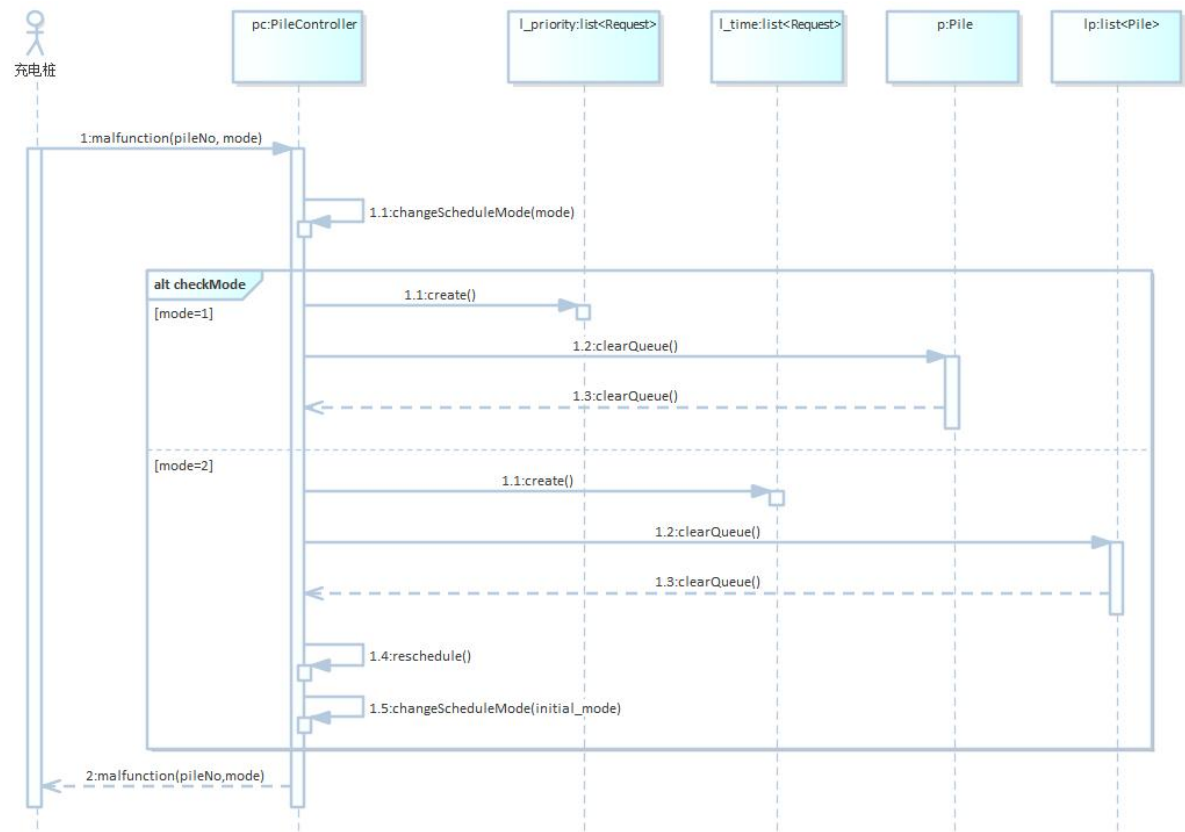 pc:PileController
l_priority:list<Request>
l_time:list<Request>
p:Pile
lp:list<Pile>
充电桩
1:malfunction(pileNo, mode)
1.1:changeScheduleMode(mode)
alt checkMode
[mode=1]
1.1:create()
1.2:clearQueue()
1.3:clearQueue()
[mode=2]
1.1:create()
1.2:clearQueue()
1.3:clearQueue()
1.4:reschedule()
1.5:changeScheduleMode(initial_mode)
2:malfunction(pileNo,mode)